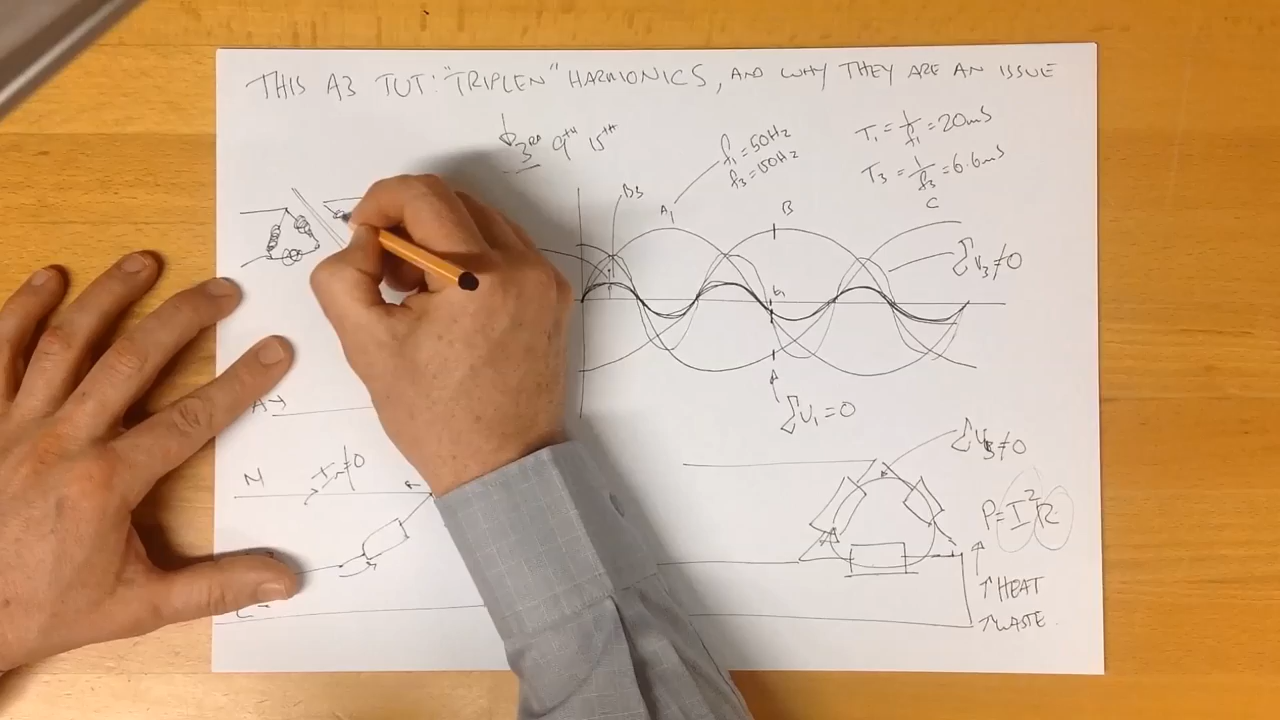 THIS A3 TUT: "TRIPLEN" HARMONICS, AND WHY THEY ARE AN ISSUE
3RD 9TH 15TH
f1 = 50Hz
f3 = 150Hz
T1 = 1/f1 = 20mS
T3 = 1/f3 = 6.6mS
B3
A1
B
C
∑V3≠0
A
∑V1=0
A
N
In≠0
C
∑V3≠0
P=I²R
↑HEAT
↑WASTE